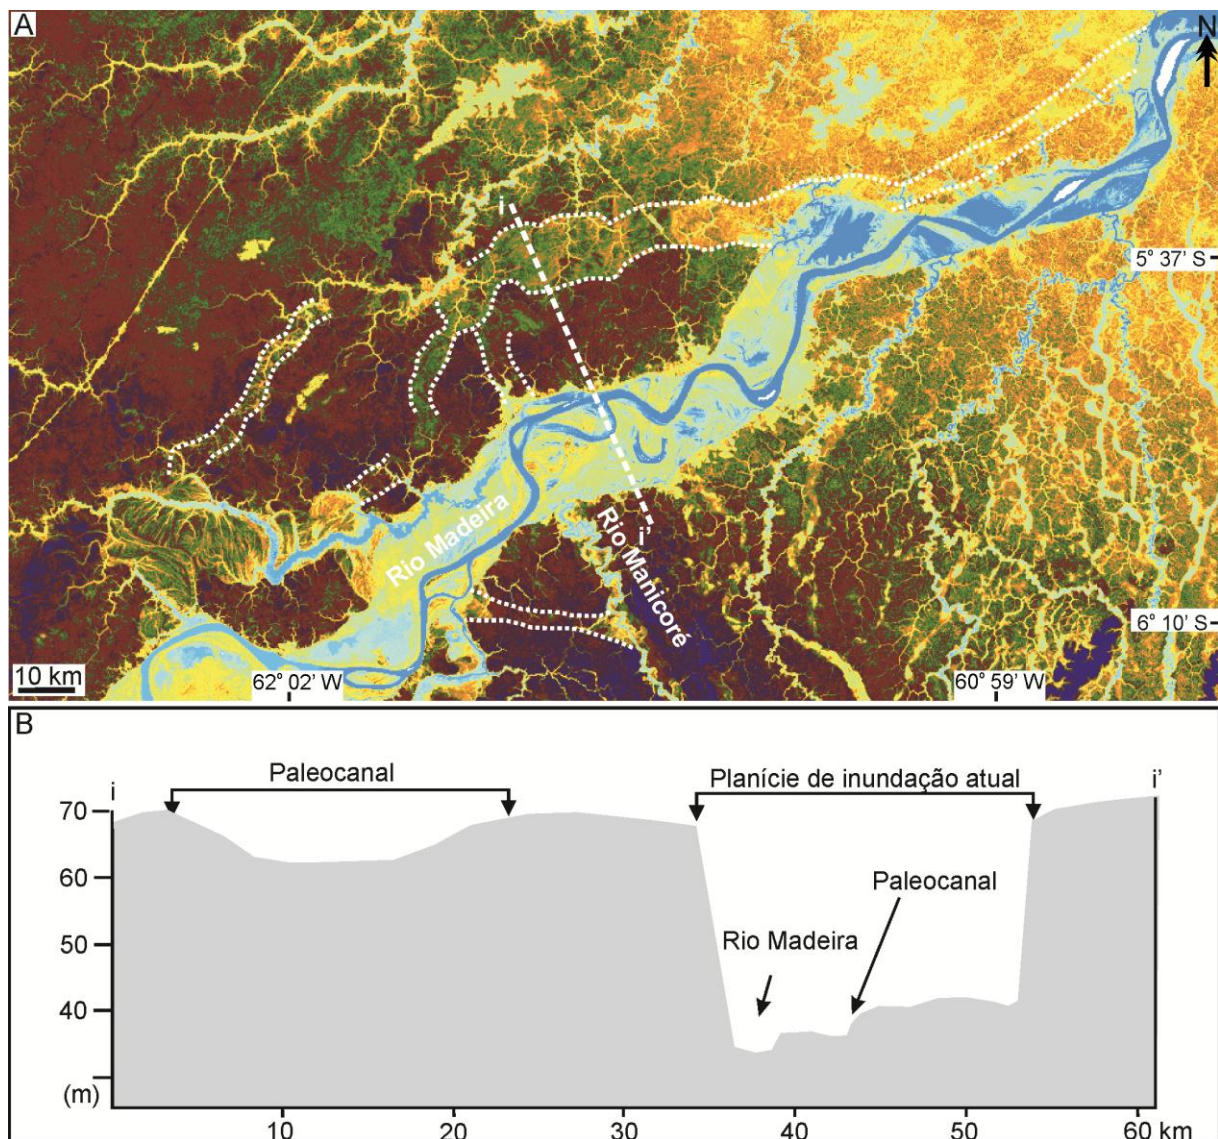 A
N
i
5° 37' S
Rio Madeira
Rio Manicoré
i'
6° 10' S
10 km
62° 02' W
60° 59' W
B
Paleocanal
Planície de inundação atual
i
i'
70
60
Paleocanal
50
Rio Madeira
40
(m)
10
20
30
40
50
60 km